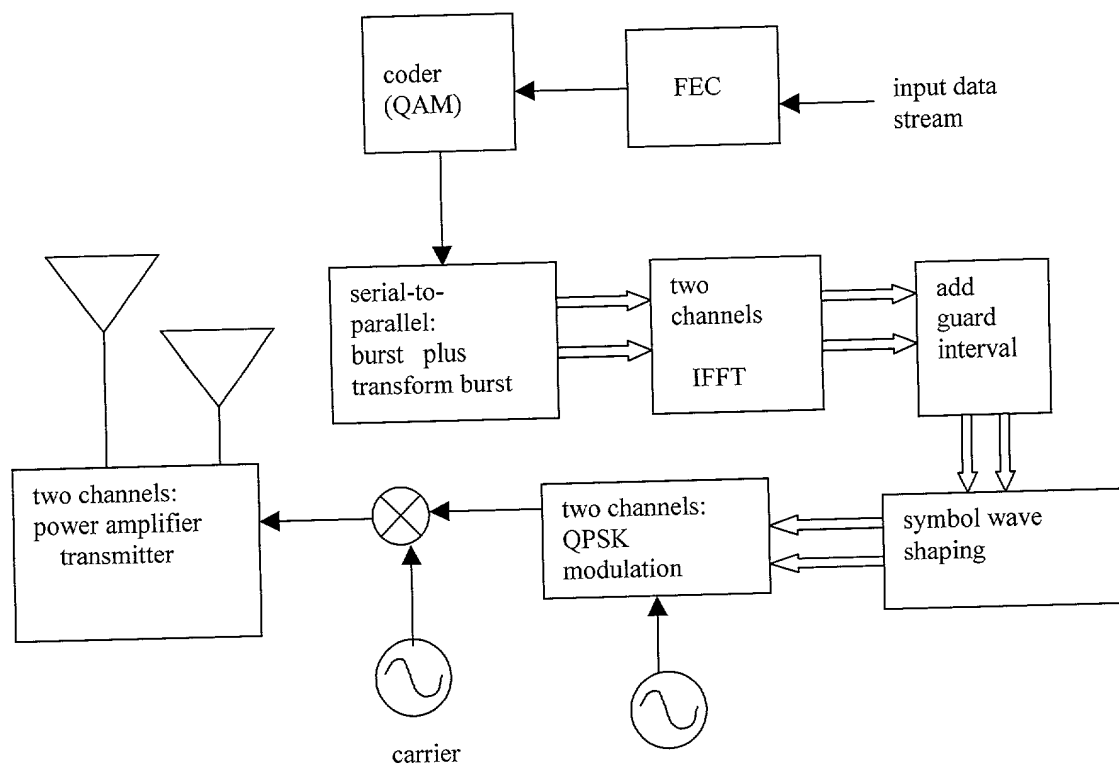 coder
(QAM)
FEC
input data
stream
serial-to-
parallel:
burst plus
transform burst
two
channels
IFFT
add
guard
interval
two channels:
power amplifier
transmitter
two channels:
QPSK
modulation
symbol wave
shaping
carrier